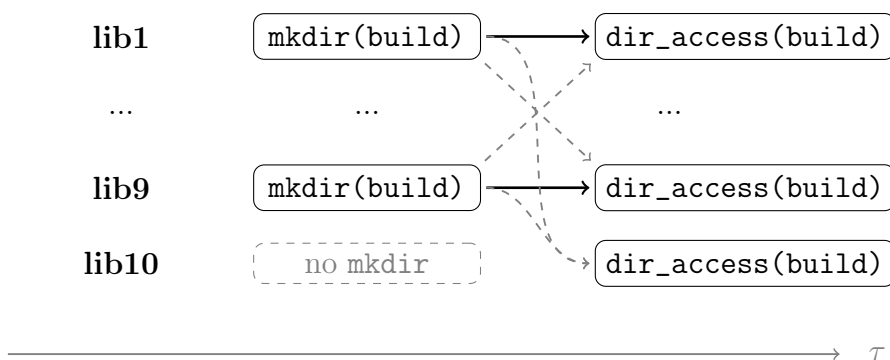 lib1 mkdir(build) dir_access(build)
... ... ...
lib9 mkdir(build) dir_access(build)
lib10 no mkdir dir_access(build)
τ